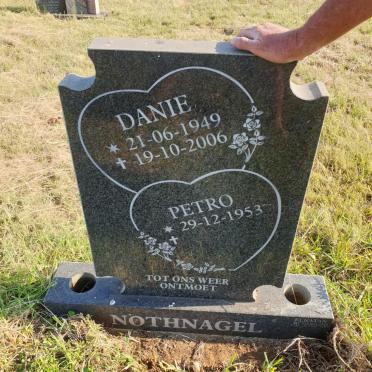 DANIE
* 21-06-1949
✝ 19-10-2006
PETRO
* 29-12-1953
✝
TOT ONS WEER
ONTMOET
NOTHNAGEL